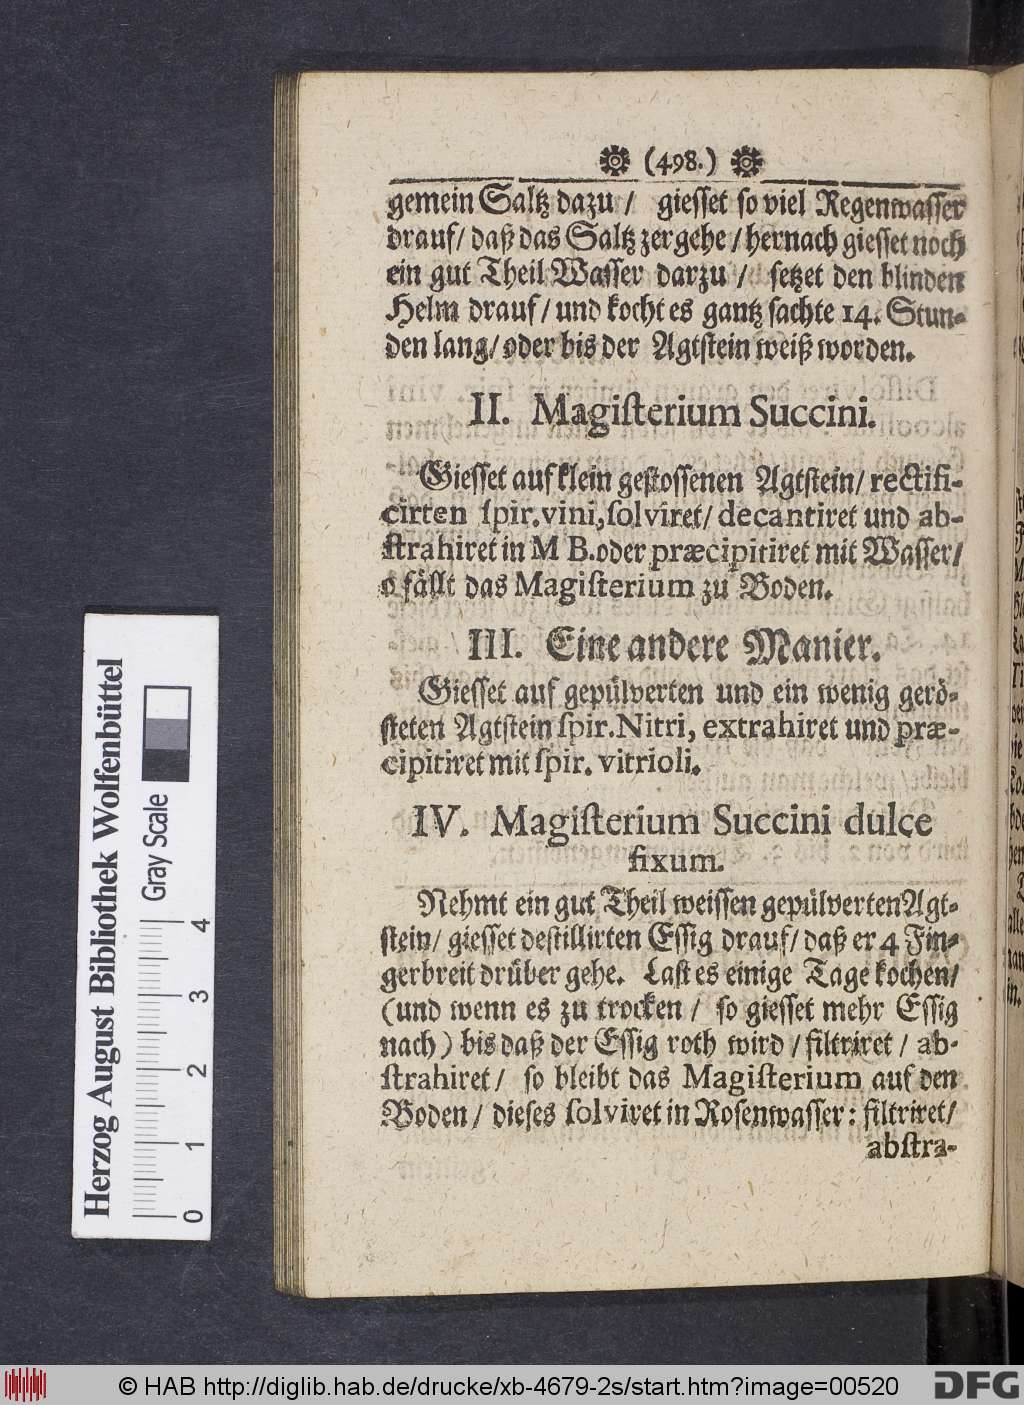 (498.)
gemein Saltz dazu / giesset so viel Regenwasser
drauf / daß das Saltz zergehe / hernach giesset noch
ein gut Theil Wasser darzu / setzet den blinden
Helm drauf / und kocht es gantz sachte 14. Stun-
den lang / oder bis der Agtstein weiß worden.
II. Magiſterium Succini.
Giesset auf klein gestossenen Agtstein / rectifi-
cirten ſpir. vini, ſolviret / decantiret und ab-
ſtrahiret in M B. oder præcipitiret mit Wasser /
o fällt das Magiſterium zu Boden.
III. Eine andere Manier.
Giesset auf gepülverten und ein wenig gerö-
steten Agtstein ſpir. Nitri, extrahiret und præ-
cipitiret mit ſpir. vitrioli.
IV. Magiſterium Succini dulce
fixum.
Nehmt ein gut Theil weissen gepülverten Agt-
stein / giesset destillirten Essig drauf / daß er 4 Fin-
gerbreit drüber gehe. Last es einige Tage kochen /
(und wenn es zu trocken / so giesset mehr Essig
nach) bis daß der Essig roth wird / filtriret / ab-
ſtrahiret / so bleibt das Magiſterium auf den
Boden / dieses ſolviret in Rosenwasser: filtriret /
abſtra-
Herzog August Bibliothek Wolfenbüttel
Gray Scale
0 1 2 3 4
© HAB http://diglib.hab.de/drucke/xb-4679-2s/start.htm?image=00520
DFG